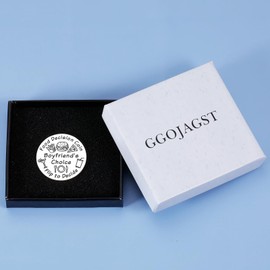 Food Decision Coin
Boyfriend's
Choice
Flip to Decide
GGOJAGST